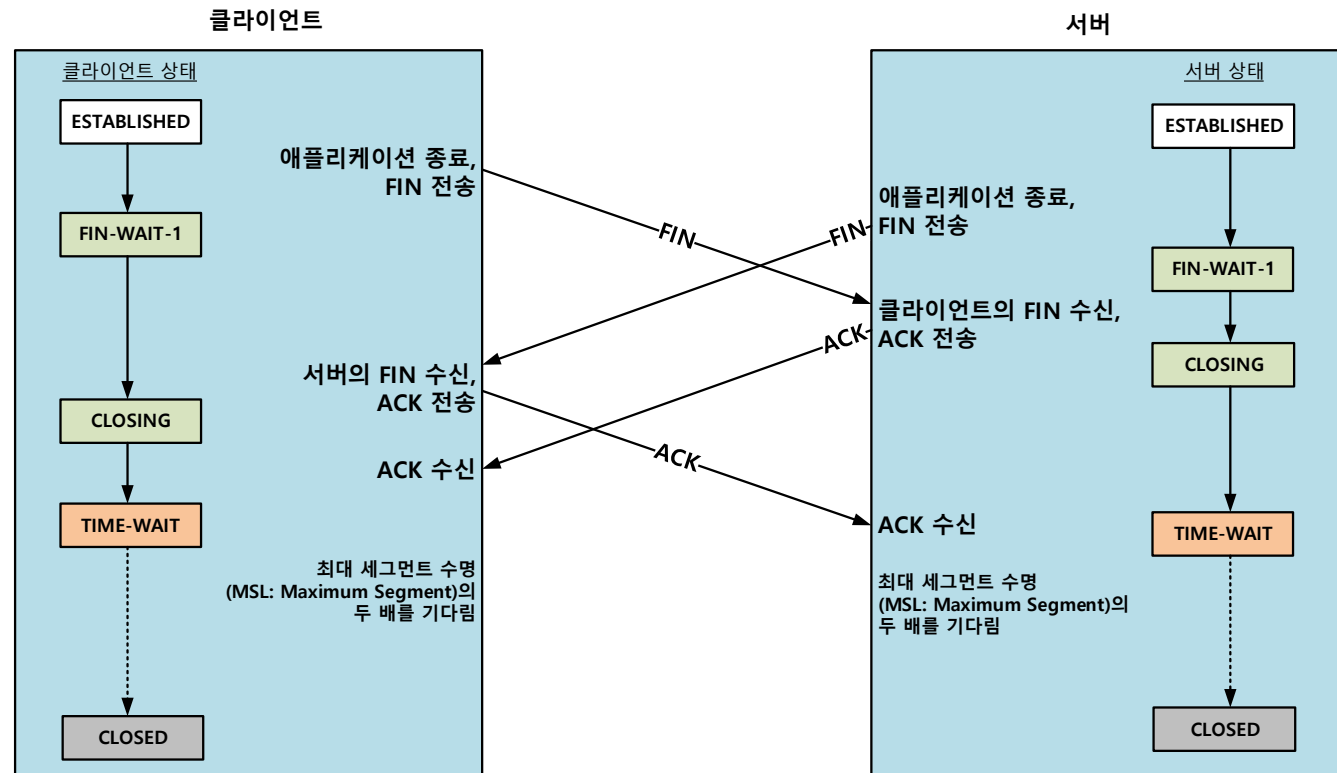 클라이언트
서버
클라이언트 상태
ESTABLISHED
애플리케이션 종료,
FIN 전송
FIN-WAIT-1
서버의 FIN 수신,
ACK 전송
CLOSING
ACK 수신
TIME-WAIT
최대 세그먼트 수명
(MSL: Maximum Segment)의
두 배를 기다림
CLOSED
FIN
FIN
ACK
ACK
서버 상태
ESTABLISHED
애플리케이션 종료,
FIN 전송
FIN-WAIT-1
클라이언트의 FIN 수신,
ACK 전송
CLOSING
ACK 수신
TIME-WAIT
최대 세그먼트 수명
(MSL: Maximum Segment)의
두 배를 기다림
CLOSED